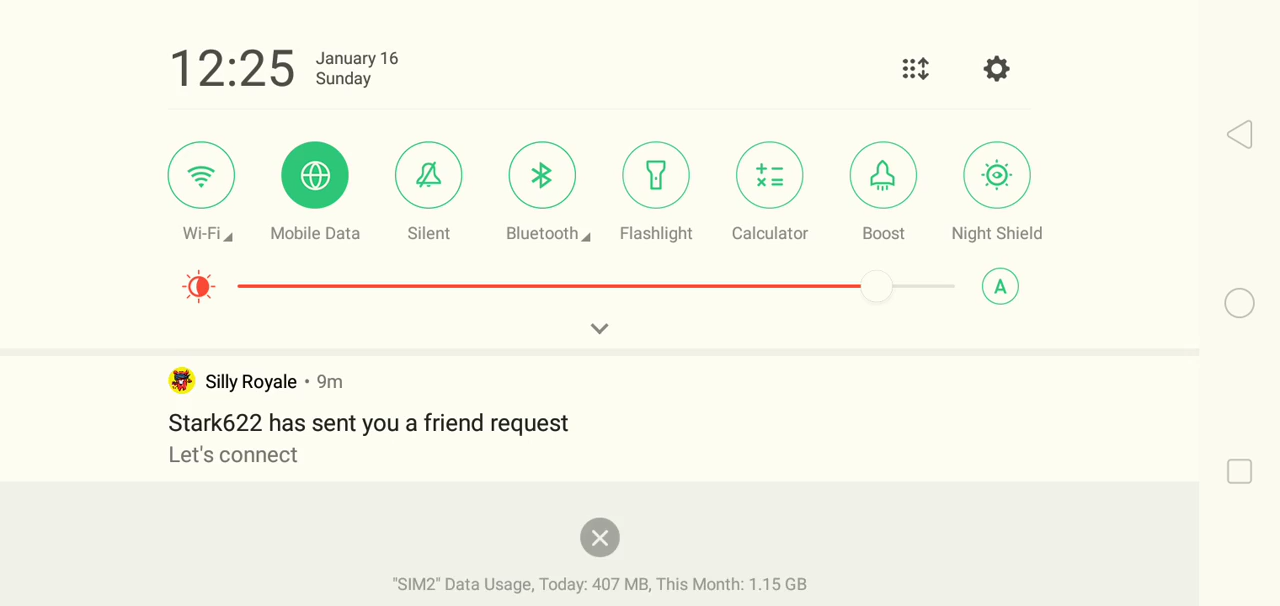 12:25
January 16
Sunday
Wi-Fi
Mobile Data
Silent
Bluetooth
Flashlight
Calculator
Boost
Night Shield
A
Silly Royale • 9m
Stark622 has sent you a friend request
Let's connect
"SIM2" Data Usage, Today: 407 MB, This Month: 1.15 GB